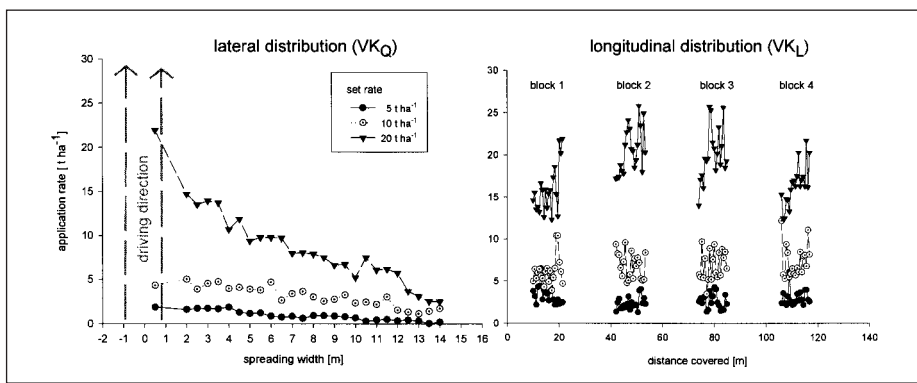 lateral distribution (VKQ)
application rate [ t ha-1]
30
25
20
15
10
5
0
driving direction
set rate
5 t ha-1
10 t ha-1
20 t ha-1
-2 -1 0 1 2 3 4 5 6 7 8 9 10 11 12 13 14 15 16
spreading width [m]
longitudinal distribution (VKL)
30
25
20
15
10
5
0
block 1 block 2 block 3 block 4
0 20 40 60 80 100 120 140
distance covered [m]